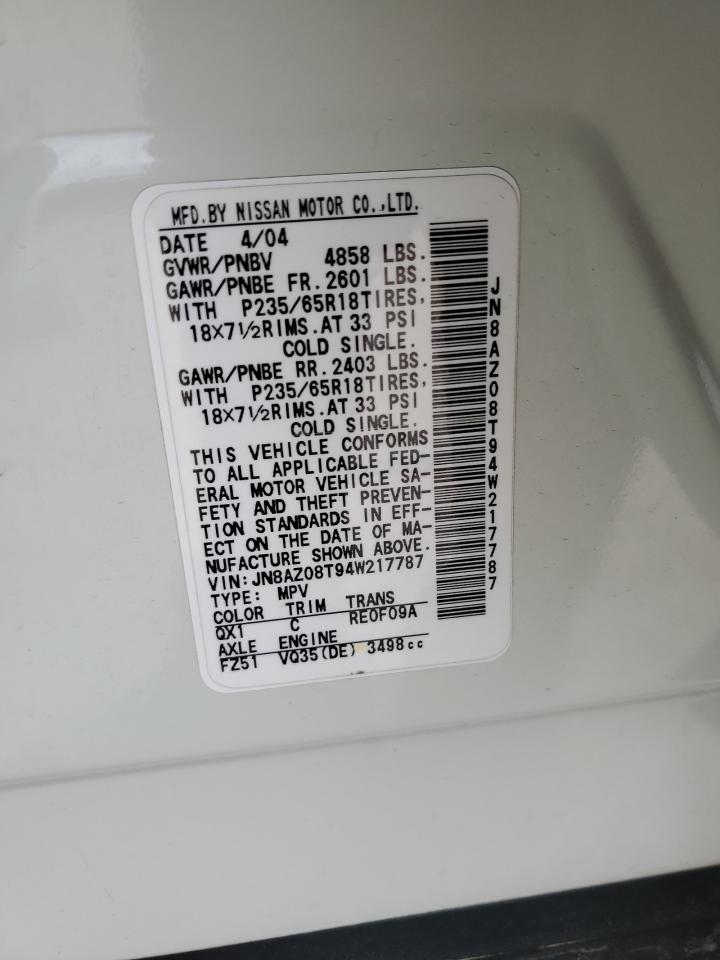 MFD.BY NISSAN MOTOR CO.,LTD.
DATE 4/04
GVWR/PNBV 4858 LBS.
GAWR/PNBE FR. 2601 LBS.
WITH P235/65R18TIRES,
18×7½RIMS.AT 33 PSI
COLD SINGLE.
GAWR/PNBE RR. 2403 LBS.
WITH P235/65R18TIRES,
18×7½RIMS.AT 33 PSI
COLD SINGLE.
THIS VEHICLE CONFORMS
TO ALL APPLICABLE FED-
ERAL MOTOR VEHICLE SA-
FETY AND THEFT PREVEN-
TION STANDARDS IN EFF-
ECT ON THE DATE OF MA-
NUFACTURE SHOWN ABOVE.
VIN:JN8AZ08T94W217787
TYPE: MPV
COLOR TRIM TRANS
QX1 C RE0F09A
AXLE ENGINE
FZ51 VQ35(DE) 3498cc
JN8AZ08T94W217787